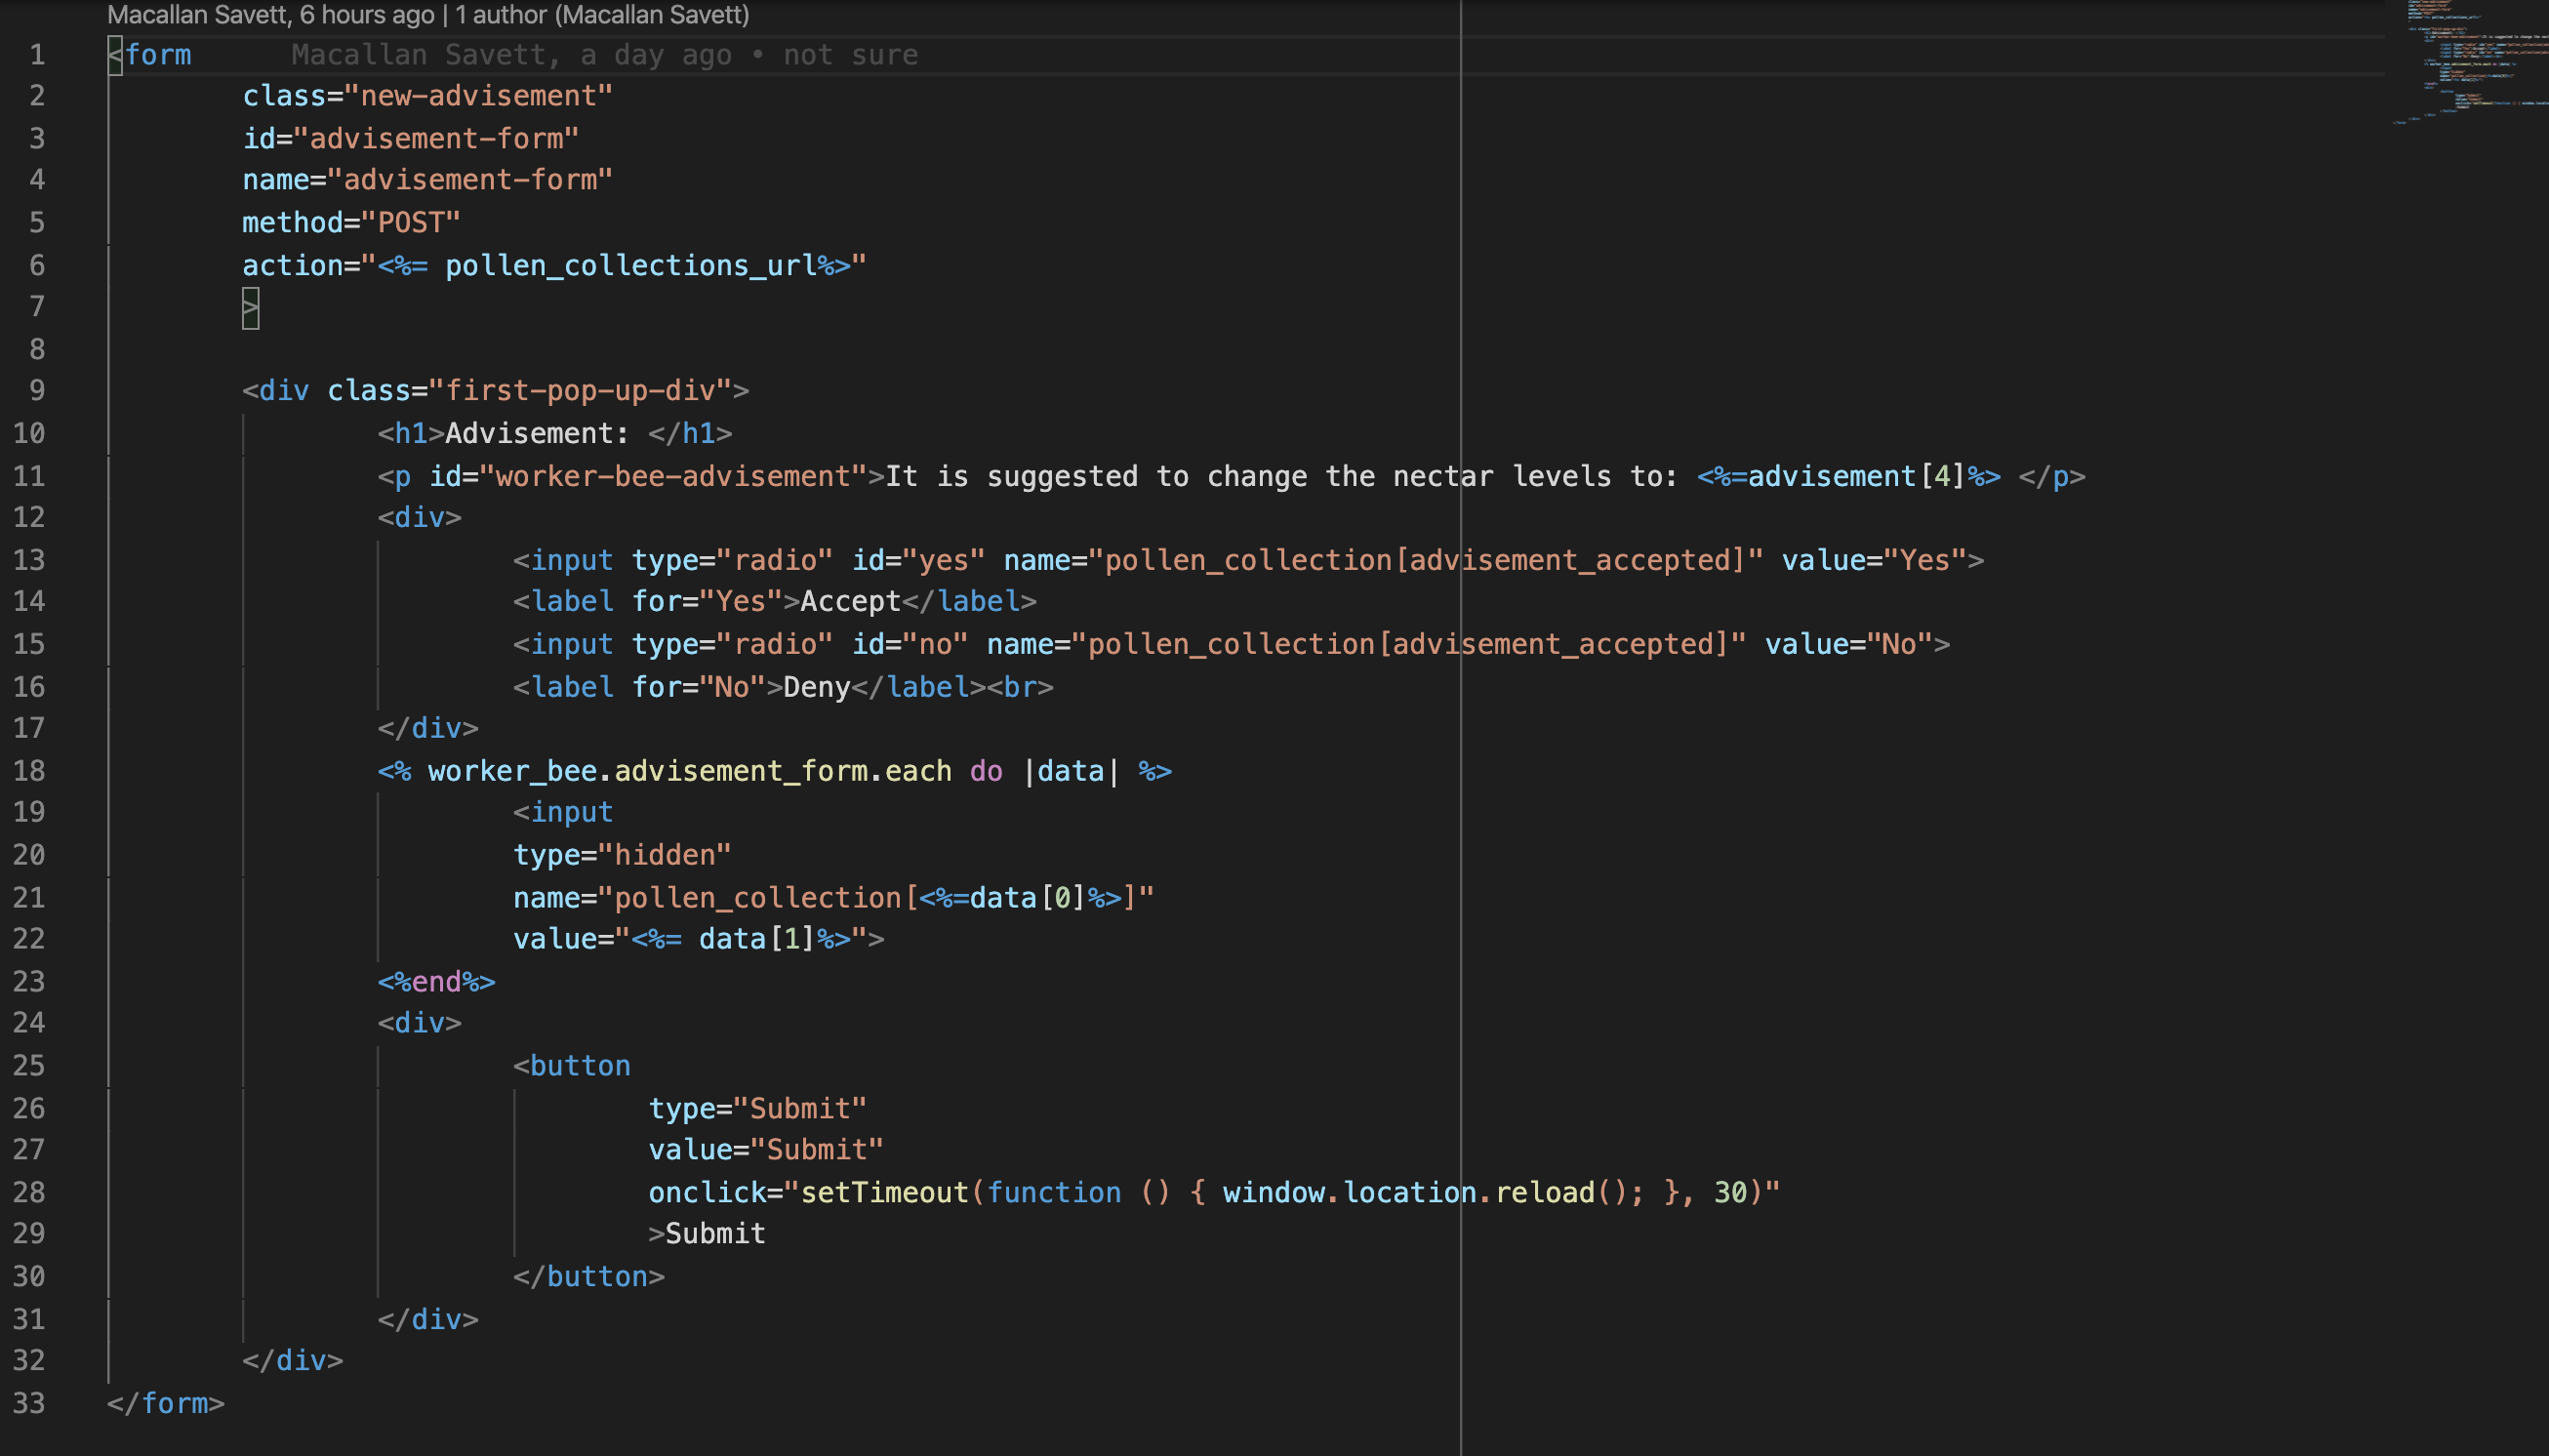 Macallan Savett, 6 hours ago | 1 author (Macallan Savett)
1 <form Macallan Savett, a day ago • not sure
2 class="new-advisement"
3 id="advisement-form"
4 name="advisement-form"
5 method="POST"
6 action="<%= pollen_collections_url%>"
7 >
8
9 <div class="first-pop-up-div">
10 <h1>Advisement: </h1>
11 <p id="worker-bee-advisement">It is suggested to change the nectar levels to: <%=advisement[4]%> </p>
12 <div>
13 <input type="radio" id="yes" name="pollen_collection[advisement_accepted]" value="Yes">
14 <label for="Yes">Accept</label>
15 <input type="radio" id="no" name="pollen_collection[advisement_accepted]" value="No">
16 <label for="No">Deny</label><br>
17 </div>
18 <% worker_bee.advisement_form.each do |data| %>
19 <input
20 type="hidden"
21 name="pollen_collection[<%=data[0]%>]"
22 value="<%= data[1]%>">
23 <%end%>
24 <div>
25 <button
26 type="Submit"
27 value="Submit"
28 onclick="setTimeout(function () { window.location.reload(); }, 30)"
29 >Submit
30 </button>
31 </div>
32 </div>
33 </form>